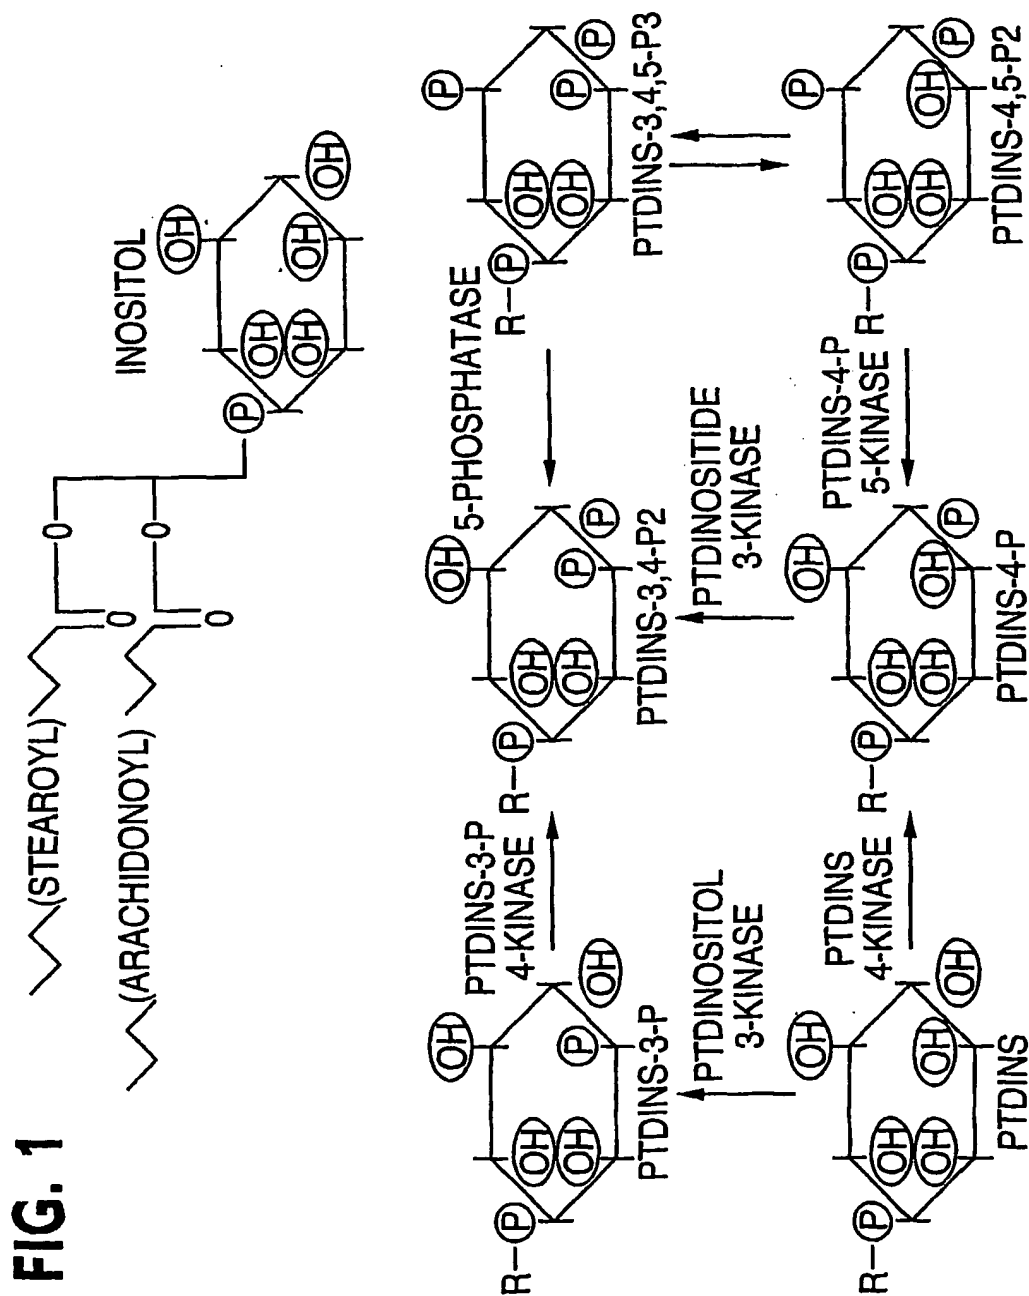 FIG. 1
(STEAROYL)
O
O
(ARACHIDONOYL)
O
O
INOSITOL
P
OH
OH
OH
OH
OH
R—P
OH
OH
OH
P
OH
PTDINS-3-P
PTDINS-3-P
4-KINASE
R—P
OH
OH
OH
P
P
PTDINS-3,4-P2
5-PHOSPHATASE
R—P
P
OH
OH
P
P
PTDINS-3,4,5-P3
PTDINOSITOL
3-KINASE
PTDINOSITIDE
3-KINASE
R—P
OH
OH
OH
OH
OH
PTDINS
PTDINS
4-KINASE
R—P
OH
OH
OH
OH
P
PTDINS-4-P
PTDINS-4-P
5-KINASE
R—P
P
OH
OH
OH
P
PTDINS-4,5-P2